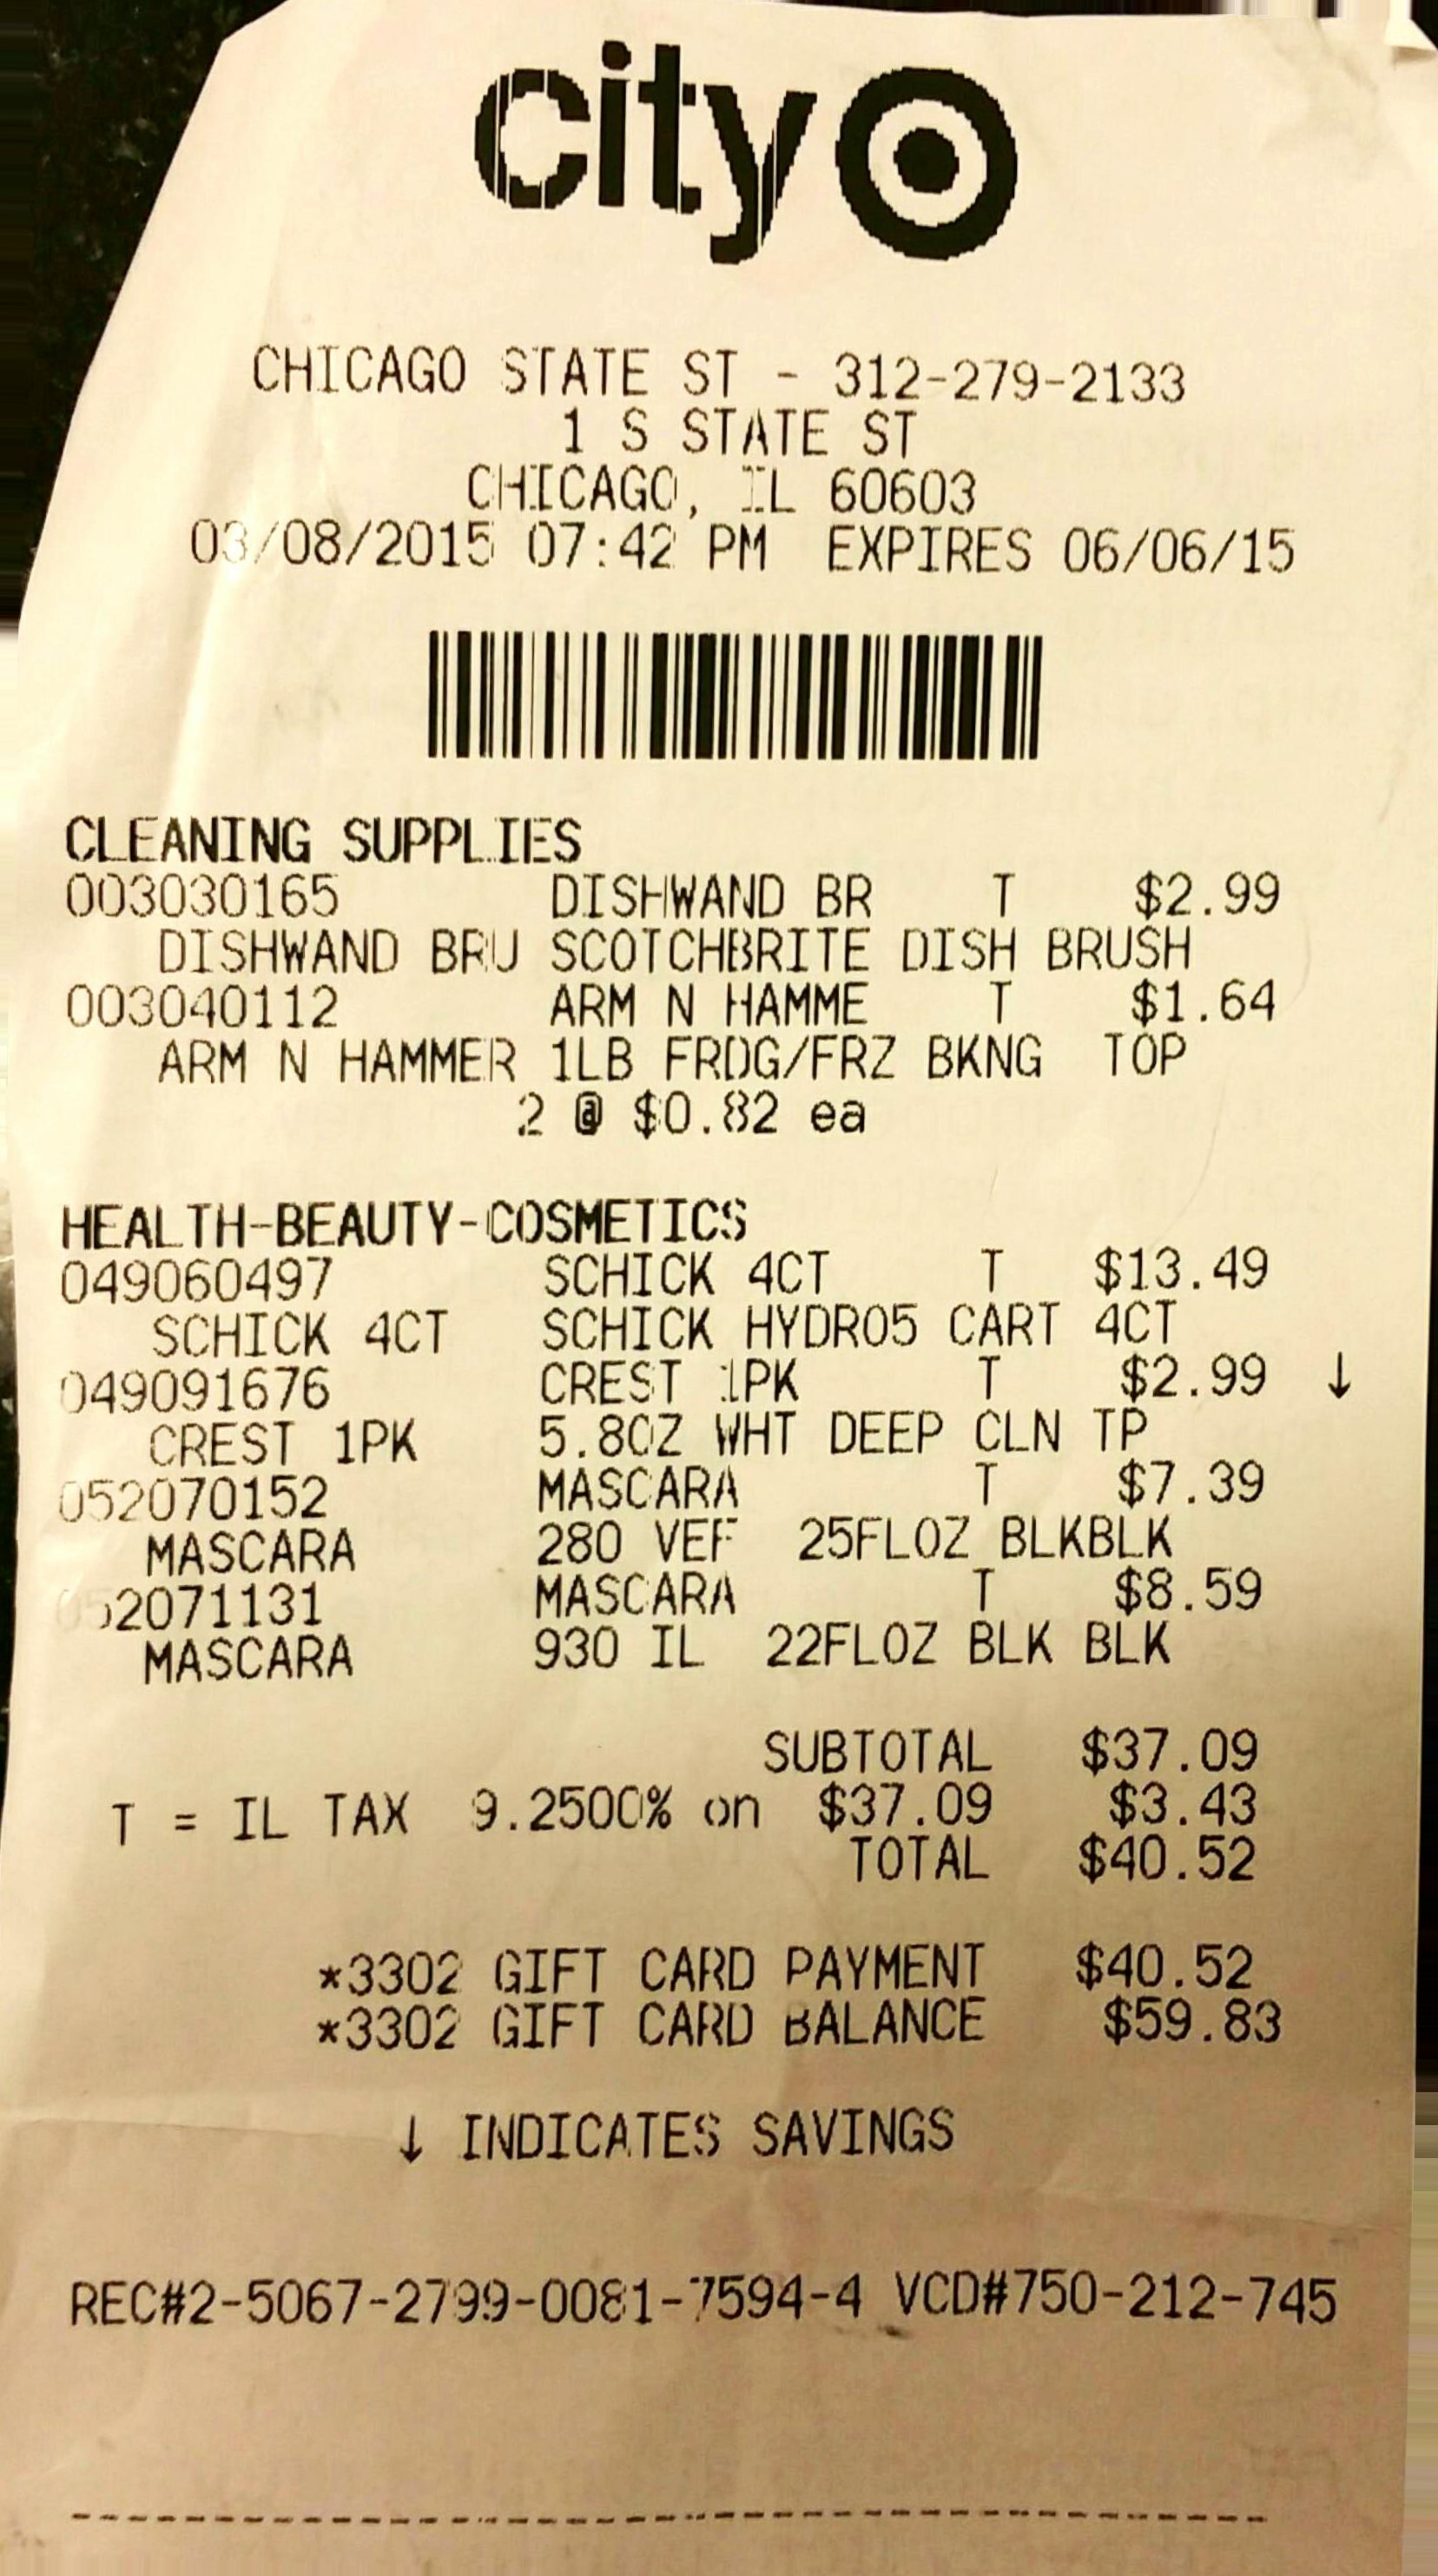 city
CHICAGO STATE ST - 312-279-2133
1 S STATE ST
CHICAGO, IL 60603
03/08/2015 07:42 PM EXPIRES 06/06/15
CLEANING SUPPLIES
003030165 DISHWAND BR T $2.99
DISHWAND BRU SCOTCHBRITE DISH BRUSH
003040112 ARM N HAMME T $1.64
ARM N HAMMER 1LB FRDG/FRZ BKNG TOP
2 @ $0.82 ea
HEALTH-BEAUTY-COSMETICS
049060497 SCHICK 4CT T $13.49
SCHICK 4CT SCHICK HYDRO5 CART 4CT
049091676 CREST 1PK T $2.99 ↓
CREST 1PK 5.8OZ WHT DEEP CLN TP
052070152 MASCARA T $7.39
MASCARA 280 VEF 25FLOZ BLKBLK
052071131 MASCARA T $8.59
MASCARA 930 IL 22FLOZ BLK BLK
SUBTOTAL $37.09
T = IL TAX 9.2500% on $37.09 $3.43
TOTAL $40.52
*3302 GIFT CARD PAYMENT $40.52
*3302 GIFT CARD BALANCE $59.83
↓ INDICATES SAVINGS
REC#2-5067-2799-0081-7594-4 VCD#750-212-745